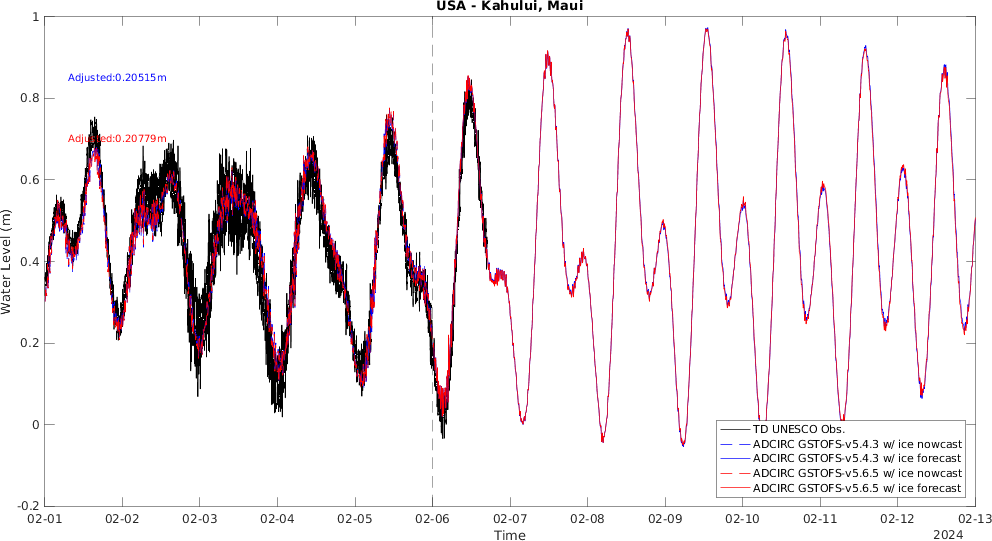 USA - Kahului, Maui
1
Adjusted:0.20515m
0.8
Adjusted:0.20779m
0.6
Water Level (m)
0.4
0.2
0
TD UNESCO Obs.
ADCIRC GSTOFS-v5.4.3 w/ ice nowcast
ADCIRC GSTOFS-v5.4.3 w/ ice forecast
ADCIRC GSTOFS-v5.6.5 w/ ice nowcast
ADCIRC GSTOFS-v5.6.5 w/ ice forecast
-0.2
02-01 02-02 02-03 02-04 02-05 02-06 02-07 02-08 02-09 02-10 02-11 02-12 02-13
Time
2024